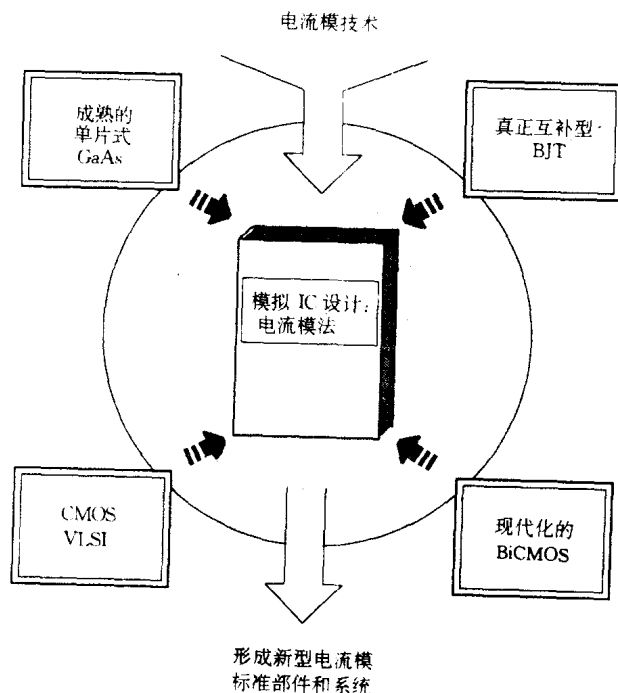 电流模技术
成熟的
单片式
GaAs
真正互补型
BJT
模拟 IC 设计：
电流模法
CMOS
VLSI
现代化的
BiCMOS
形成新型电流模
标准部件和系统